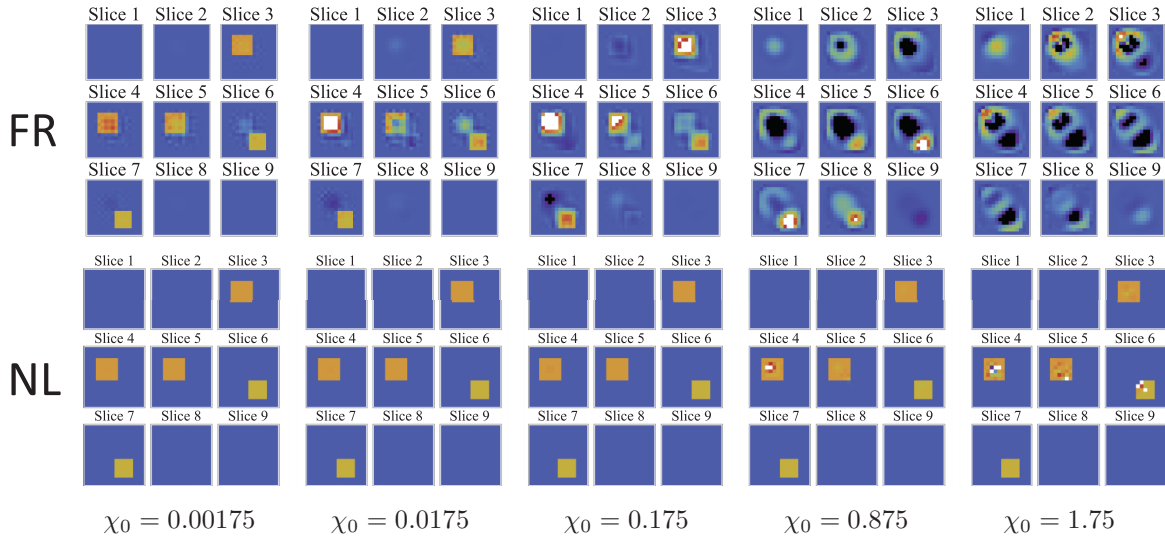 Slice 1 Slice 2 Slice 3 Slice 1 Slice 2 Slice 3 Slice 1 Slice 2 Slice 3 Slice 1 Slice 2 Slice 3 Slice 1 Slice 2 Slice 3
Slice 4 Slice 5 Slice 6 Slice 4 Slice 5 Slice 6 Slice 4 Slice 5 Slice 6 Slice 4 Slice 5 Slice 6 Slice 4 Slice 5 Slice 6
FR
Slice 7 Slice 8 Slice 9 Slice 7 Slice 8 Slice 9 Slice 7 Slice 8 Slice 9 Slice 7 Slice 8 Slice 9 Slice 7 Slice 8 Slice 9
Slice 1 Slice 2 Slice 3 Slice 1 Slice 2 Slice 3 Slice 1 Slice 2 Slice 3 Slice 1 Slice 2 Slice 3 Slice 1 Slice 2 Slice 3
Slice 4 Slice 5 Slice 6 Slice 4 Slice 5 Slice 6 Slice 4 Slice 5 Slice 6 Slice 4 Slice 5 Slice 6 Slice 4 Slice 5 Slice 6
NL
Slice 7 Slice 8 Slice 9 Slice 7 Slice 8 Slice 9 Slice 7 Slice 8 Slice 9 Slice 7 Slice 8 Slice 9 Slice 7 Slice 8 Slice 9
χ₀ = 0.00175 χ₀ = 0.0175 χ₀ = 0.175 χ₀ = 0.875 χ₀ = 1.75